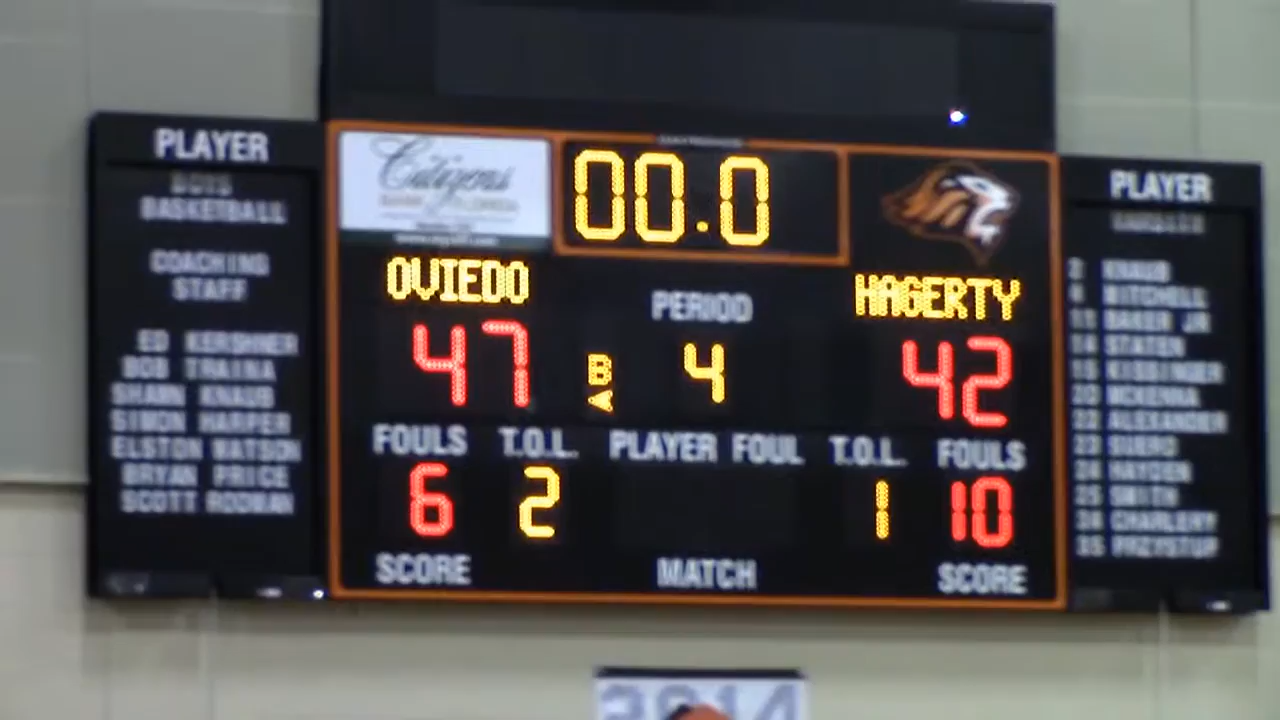 PLAYER
BOYS
BASKETBALL
COACHING
STAFF
ED KERSHNER
BOB TRAINA
SHAWN KNAUB
SIMON HARPER
ELSTON WATSON
BRYAN PRICE
SCOTT RODMAN
Citizens
00.0
OVIEDO
HAGERTY
PERIOD
47
B
A
4
42
FOULS T.O.L. PLAYER FOUL T.O.L. FOULS
6 2 1 10
SCORE MATCH SCORE
PLAYER
VARSITY
KNAUB
MITCHELL
11 BAKER JR
14 STATEN
KISSINGER
20 MCKENNA
22 ALEXANDER
23 SUERO
24 HAYDEN
25 SMITH
34 CHARLERY
35 PRZYSTUP
2014